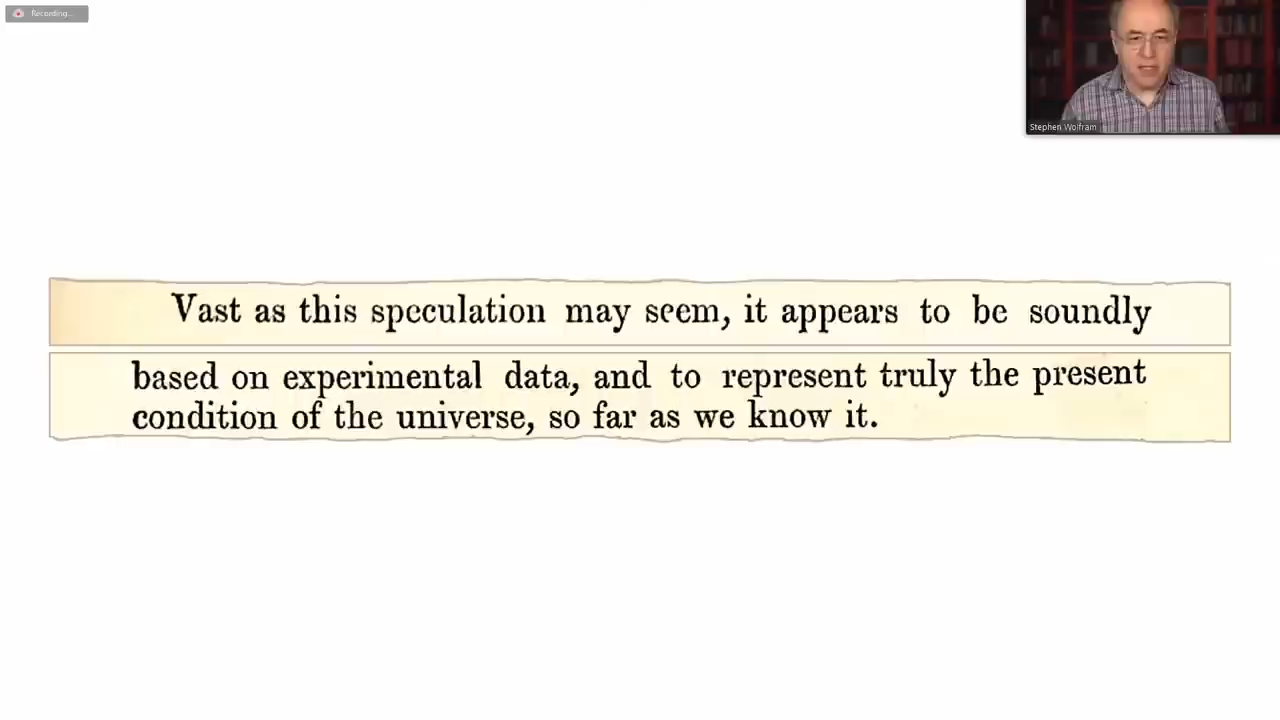 Recording...
Stephen Wolfram
Vast as this speculation may seem, it appears to be soundly
based on experimental data, and to represent truly the present
condition of the universe, so far as we know it.